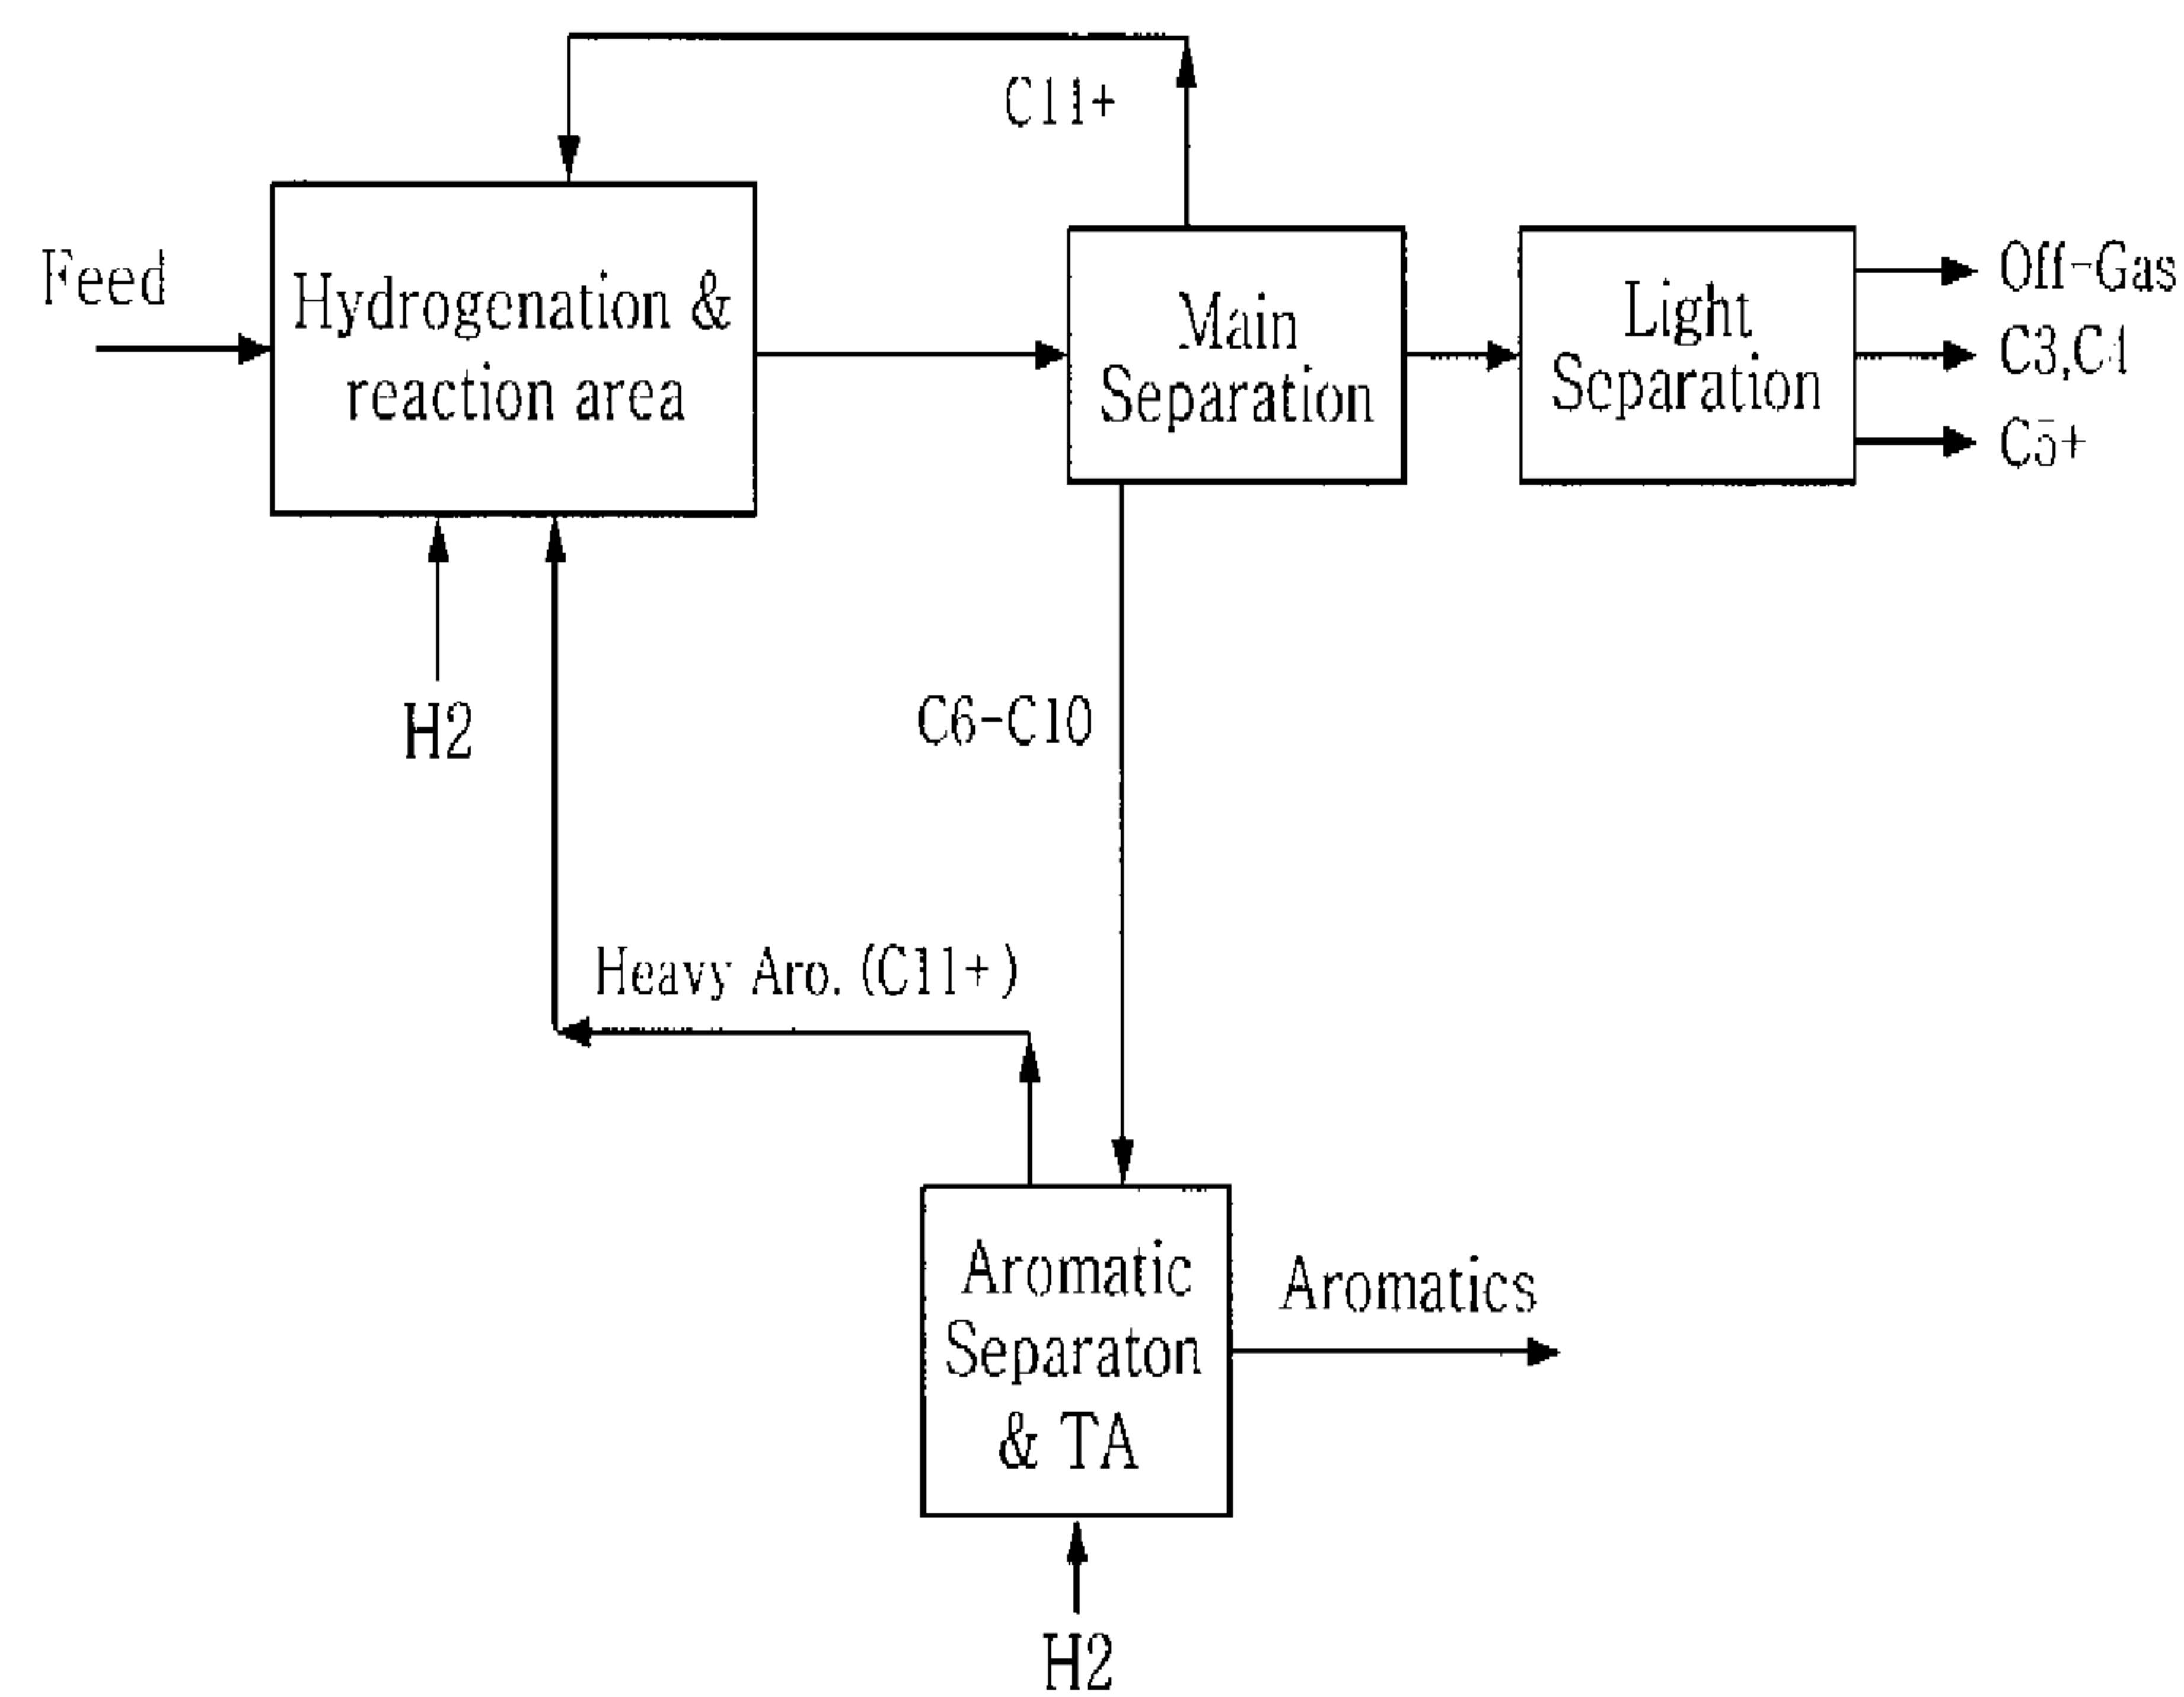 C11+
Feed
Hydrogenation &
reaction area
Main
Separation
Light
Separation
Off-Gas
C3,C4
C5+
H2
C6-C10
Heavy Aro. (C11+)
Aromatic
Separaton
& TA
Aromatics
H2